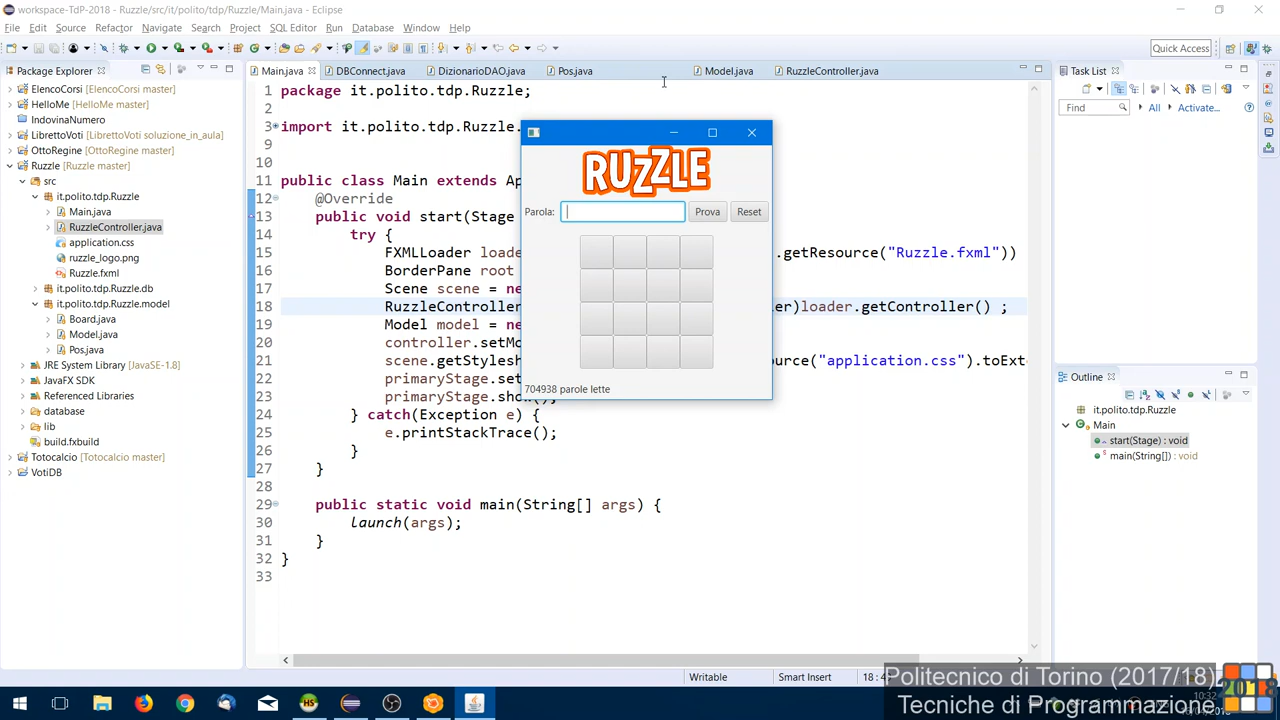 workspace-TdP-2018 - Ruzzle/src/it/polito/tdp/Ruzzle/Main.java - Eclipse
File Edit Source Refactor Navigate Search Project SQL Editor Run Database Window Help
Quick Access
Package Explorer
ElencoCorsi [ElencoCorsi master]
HelloMe [HelloMe master]
IndovinaNumero
LibrettoVoti [LibrettoVoti soluzione_in_aula]
OttoRegine [OttoRegine master]
Ruzzle [Ruzzle master]
src
it.polito.tdp.Ruzzle
Main.java
RuzzleController.java
application.css
ruzzle_logo.png
Ruzzle.fxml
it.polito.tdp.Ruzzle.db
it.polito.tdp.Ruzzle.model
Board.java
Model.java
Pos.java
JRE System Library [JavaSE-1.8]
JavaFX SDK
Referenced Libraries
database
lib
build.fxbuild
Totocalcio [Totocalcio master]
VotiDB
Main.java DBConnect.java DizionarioDAO.java Pos.java Model.java RuzzleController.java
1 package it.polito.tdp.Ruzzle;
2
3 import it.polito.tdp.Ruzzle.
9
10
11 public class Main extends Ap
12 @Override
13 public void start(Stage
14 try {
15 FXMLLoader loade .getResource("Ruzzle.fxml"))
16 BorderPane root
17 Scene scene = ne
18 RuzzleController er)loader.getController() ;
19 Model model = ne
20 controller.setMo
21 scene.getStylesh ource("application.css").toExte
22 primaryStage.set
23 primaryStage.show();
24 } catch(Exception e) {
25 e.printStackTrace();
26 }
27 }
28
29 public static void main(String[] args) {
30 launch(args);
31 }
32 }
33
RUZZLE
Parola: Prova Reset
704938 parole lette
Task List
Find All Activate...
Outline
it.polito.tdp.Ruzzle
Main
start(Stage) : void
main(String[]) : void
Writable Smart Insert 18 : 4
Politecnico di Torino (2017/18)
Tecniche di Programmazione
2018
10:32